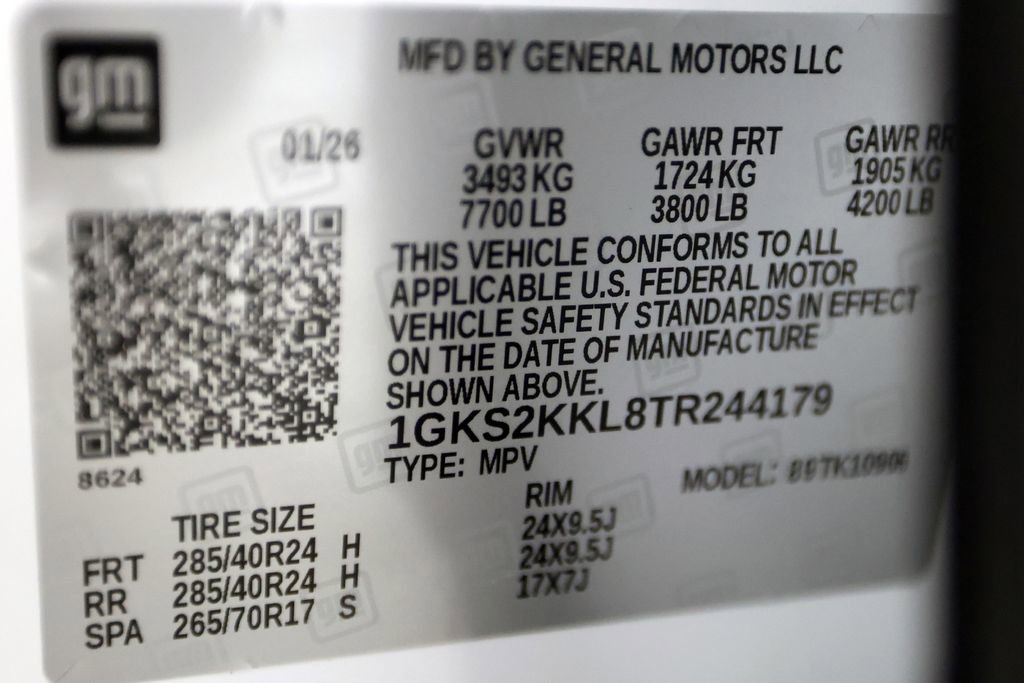 gm
MFD BY GENERAL MOTORS LLC
01/26
GVWR GAWR FRT GAWR RR
3493 KG 1724 KG 1905 KG
7700 LB 3800 LB 4200 LB
THIS VEHICLE CONFORMS TO ALL
APPLICABLE U.S. FEDERAL MOTOR
VEHICLE SAFETY STANDARDS IN EFFECT
ON THE DATE OF MANUFACTURE
SHOWN ABOVE.
1GKS2KKL8TR244179
TYPE: MPV
MODEL:
8624
TIRE SIZE RIM
FRT 285/40R24 H 24X9.5J
RR 285/40R24 H 24X9.5J
SPA 265/70R17 S 17X7J